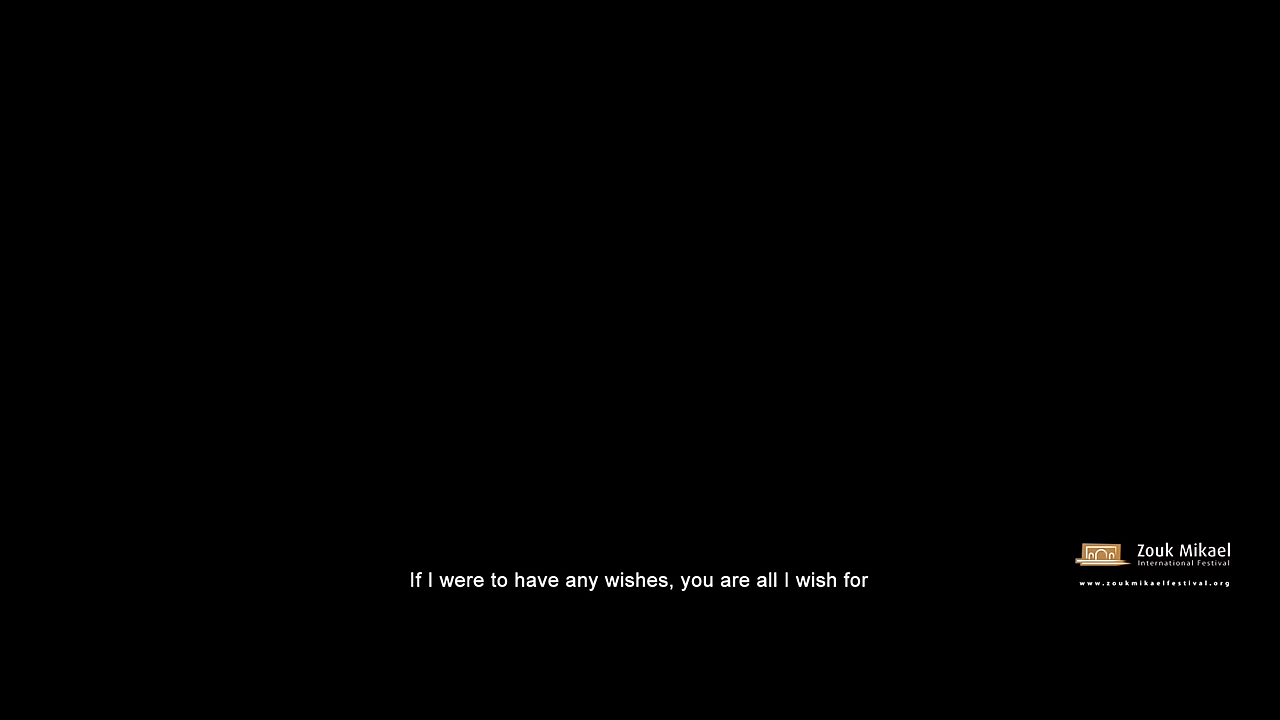 Zouk Mikael
International Festival
If I were to have any wishes, you are all I wish for
www.zoukmikaelfestival.org